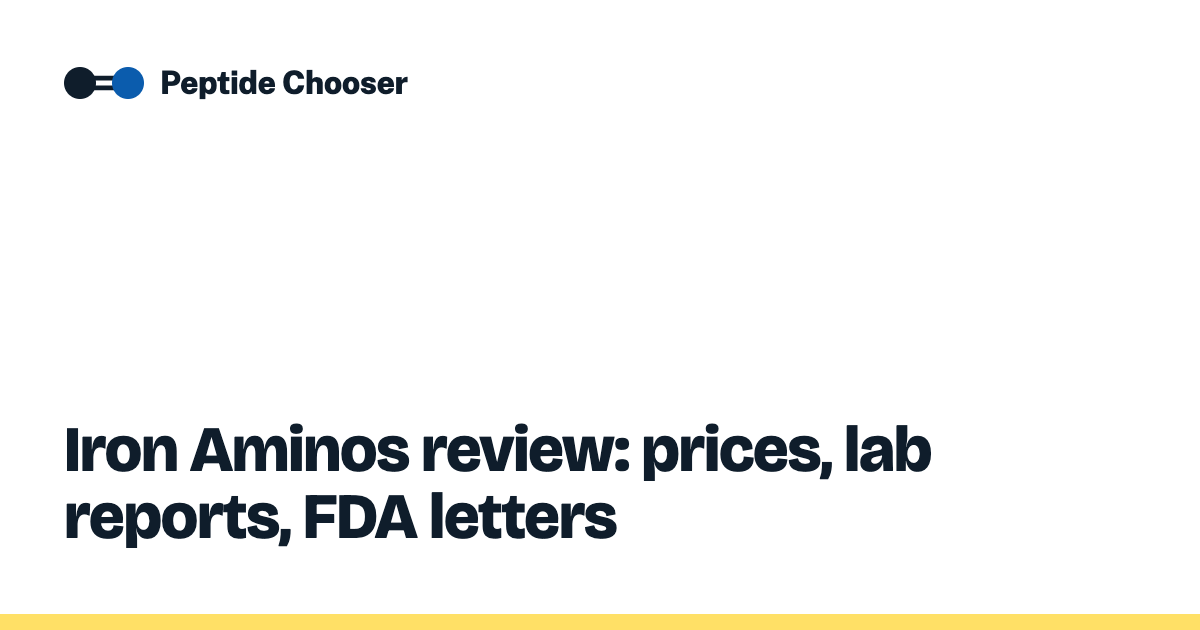 Peptide Chooser
Iron Aminos review: prices, lab
reports, FDA letters